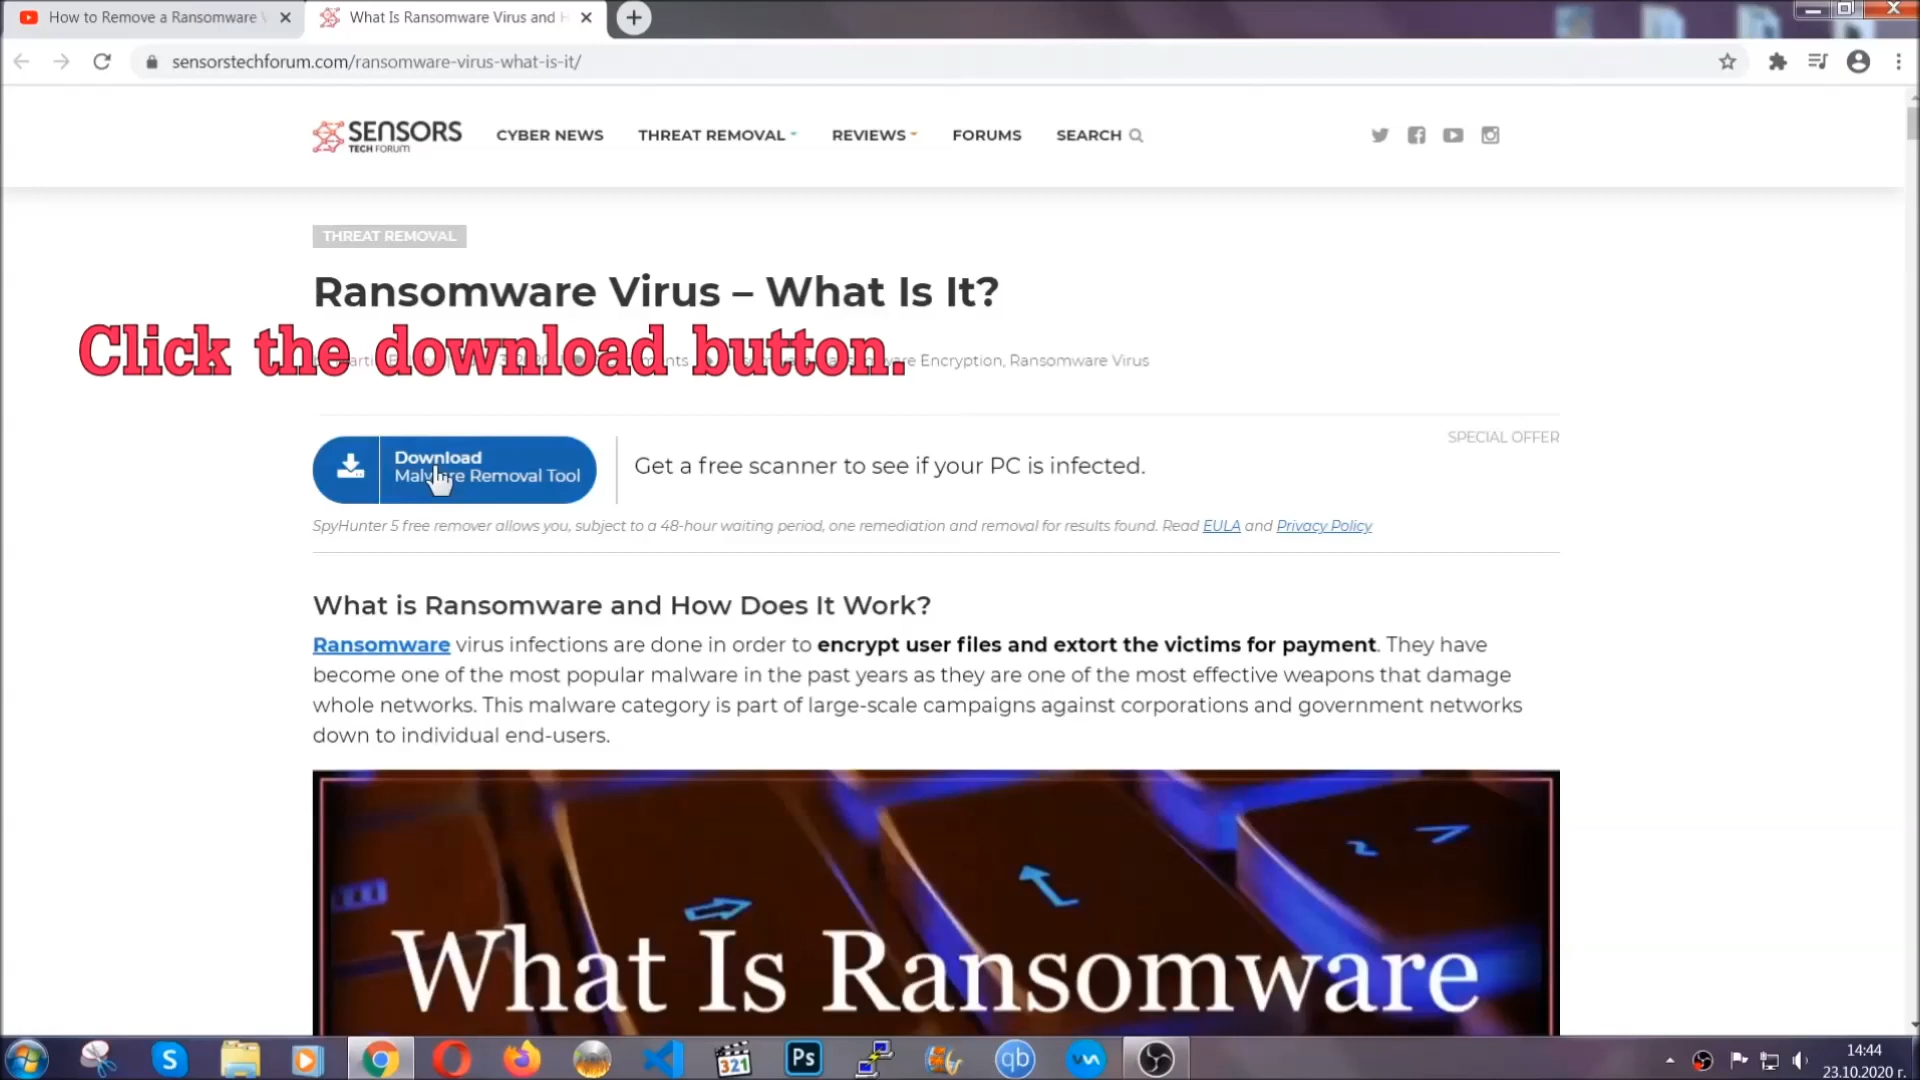 How to Remove a Ransomware
What Is Ransomware Virus and
sensorstechforum.com/ransomware-virus-what-is-it/
SENSORS
TECH FORUM
CYBER NEWS
THREAT REMOVAL
REVIEWS
FORUMS
SEARCH
THREAT REMOVAL
Ransomware Virus – What Is It?
Encryption, Ransomware Virus
Click the download button.
SPECIAL OFFER
Download
Malware Removal Tool
Get a free scanner to see if your PC is infected.
SpyHunter 5 free remover allows you, subject to a 48-hour waiting period, one remediation and removal for results found. Read EULA and Privacy Policy
What is Ransomware and How Does It Work?
Ransomware virus infections are done in order to encrypt user files and extort the victims for payment. They have
become one of the most popular malware in the past years as they are one of the most effective weapons that damage
whole networks. This malware category is part of large-scale campaigns against corporations and government networks
down to individual end-users.
What Is Ransomware
S
321
Ps
qb
14:44
23.10.2020 г.